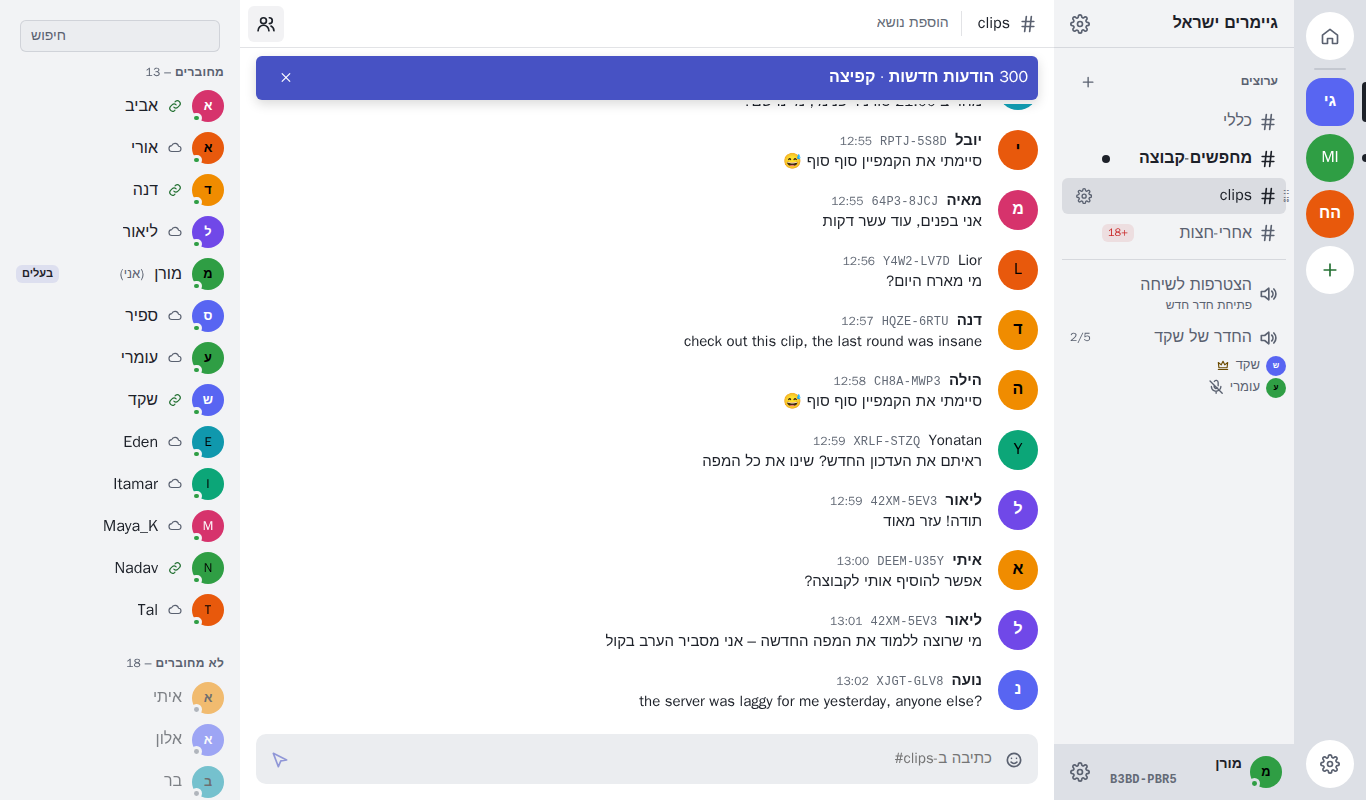 גיימרים ישראל
גי
MI
הח
ערוצים
כללי
מחפשים-קבוצה
clips
אחרי-חצות
18+
הצטרפות לשיחה
פתיחת חדר חדש
החדר של שקד
2/5
ש שקד
ע עומרי
מ
מורן
B3BD-PBR5
clips
הוספת נושא
300 הודעות חדשות · קפיצה
י
יובל RPTJ-5S8D 12:55
סיימתי את הקמפיין סוף סוף 😅
מ
מאיה 64P3-8JCJ 12:55
אני בפנים, עוד עשר דקות
L
Lior Y4W2-LV7D 12:56
מי מארח היום?
ד
דנה HQZE-6RTU 12:57
check out this clip, the last round was insane
ה
הילה CH8A-MWP3 12:58
סיימתי את הקמפיין סוף סוף 😅
Y
Yonatan XRLF-STZQ 12:59
ראיתם את העדכון החדש? שינו את כל המפה
ל
ליאור 42XM-5EV3 12:59
תודה! עזר מאוד
א
איתי DEEM-U35Y 13:00
אפשר להוסיף אותי לקבוצה?
ל
ליאור 42XM-5EV3 13:01
מי שרוצה ללמוד את המפה החדשה – אני מסביר הערב בקול
נ
נועה XJGT-GLV8 13:02
the server was laggy for me yesterday, anyone else?
כתיבה ב-#clips
חיפוש
מחוברים – 13
א אביב
א אורי
ד דנה
ל ליאור
מ מורן (אני) בעלים
ס ספיר
ע עומרי
ש שקד
E Eden
I Itamar
M Maya_K
N Nadav
T Tal
לא מחוברים – 18
א איתי
א אלון
ב בר